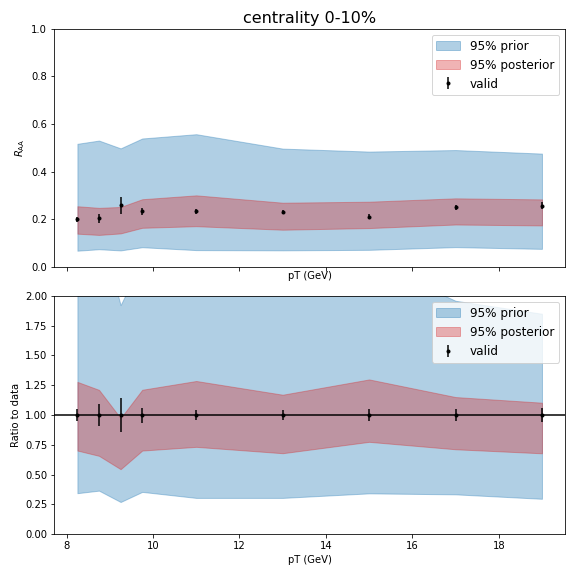 centrality 0-10%
1.0
0.8
0.6
0.4
0.2
0.0
R_AA
95% prior
95% posterior
valid
pT (GeV)
2.00
1.75
1.50
1.25
1.00
0.75
0.50
0.25
0.00
Ratio to data
95% prior
95% posterior
valid
8 10 12 14 16 18
pT (GeV)